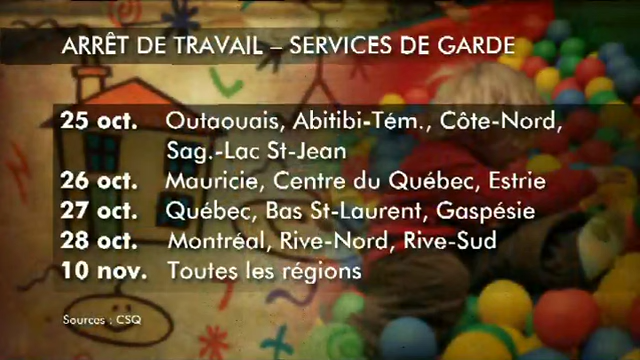 ARRÊT DE TRAVAIL – SERVICES DE GARDE
25 oct. Outaouais, Abitibi-Tém., Côte-Nord,
Sag.-Lac St-Jean
26 oct. Mauricie, Centre du Québec, Estrie
27 oct. Québec, Bas St-Laurent, Gaspésie
28 oct. Montréal, Rive-Nord, Rive-Sud
10 nov. Toutes les régions
Sources : CSQ